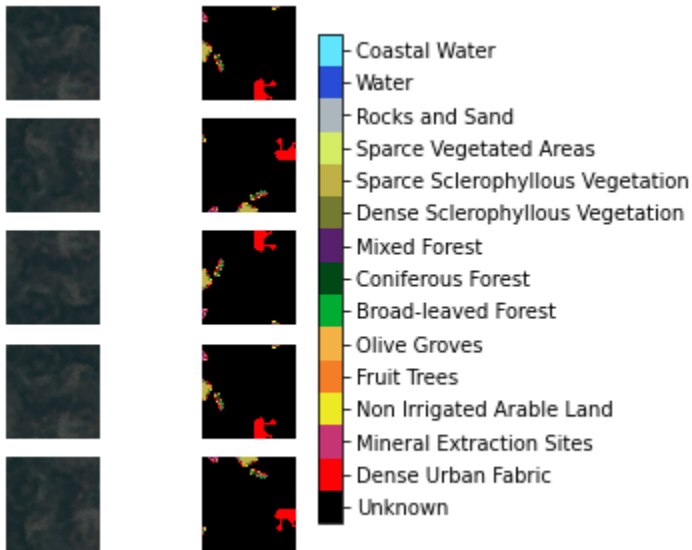 Coastal Water
Water
Rocks and Sand
Sparce Vegetated Areas
Sparce Sclerophyllous Vegetation
Dense Sclerophyllous Vegetation
Mixed Forest
Coniferous Forest
Broad-leaved Forest
Olive Groves
Fruit Trees
Non Irrigated Arable Land
Mineral Extraction Sites
Dense Urban Fabric
Unknown